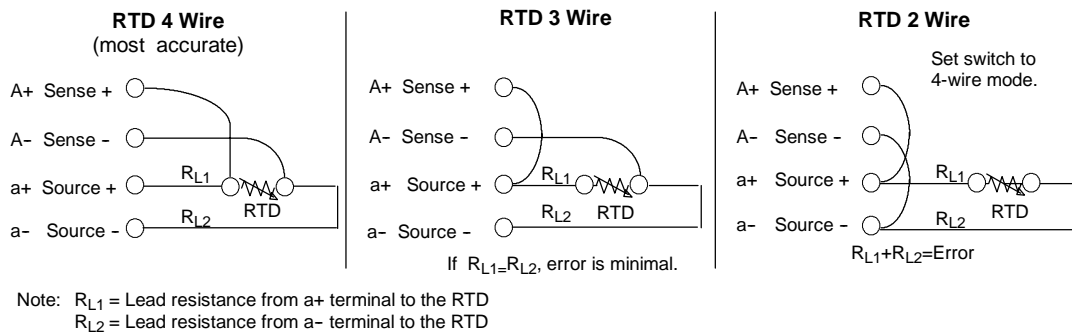 RTD 4 Wire
(most accurate)
A+ Sense +
A− Sense −
a+ Source +
a− Source −
RL1
RTD
RL2
RTD 3 Wire
A+ Sense +
A− Sense −
a+ Source +
a− Source −
RL1
RTD
RL2
If RL1=RL2, error is minimal.
RTD 2 Wire
Set switch to
4-wire mode.
A+ Sense +
A− Sense −
a+ Source +
a− Source −
RL1
RTD
RL2
RL1+RL2=Error
Note: RL1 = Lead resistance from a+ terminal to the RTD
RL2 = Lead resistance from a− terminal to the RTD